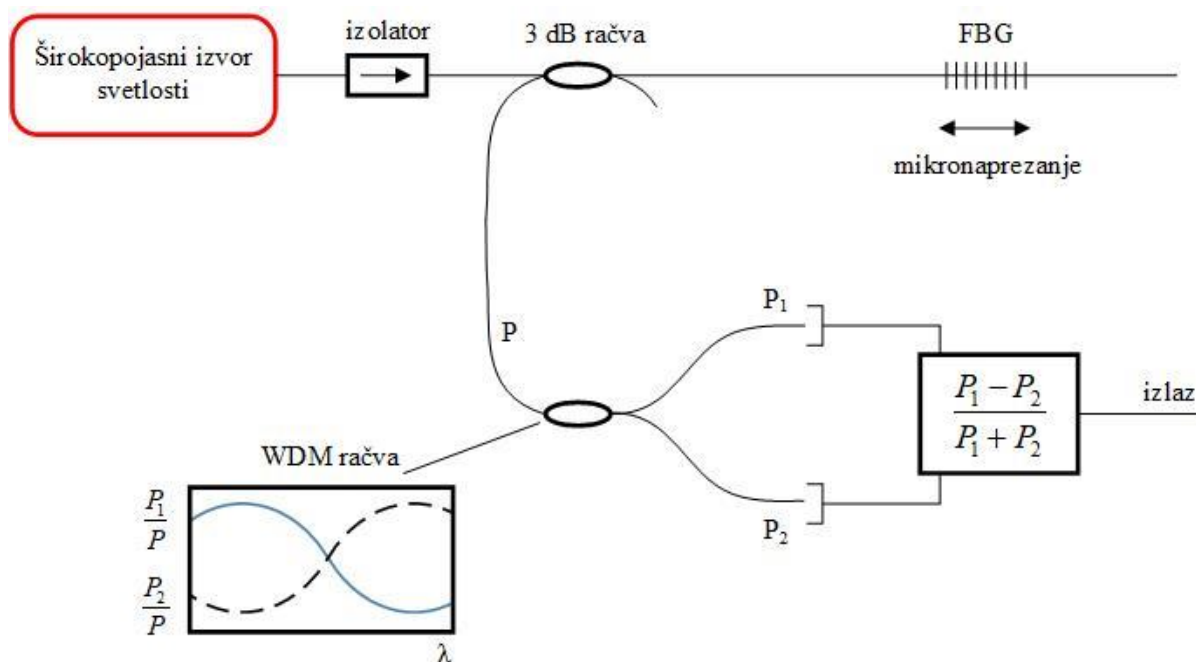 Širokopojasni izvor
svetlosti
izolator
3 dB račva
FBG
mikronaprezanje
P
P₁
P₂
P₁ − P₂
P₁ + P₂
izlaz
WDM račva
P₁
P
P₂
P
λ